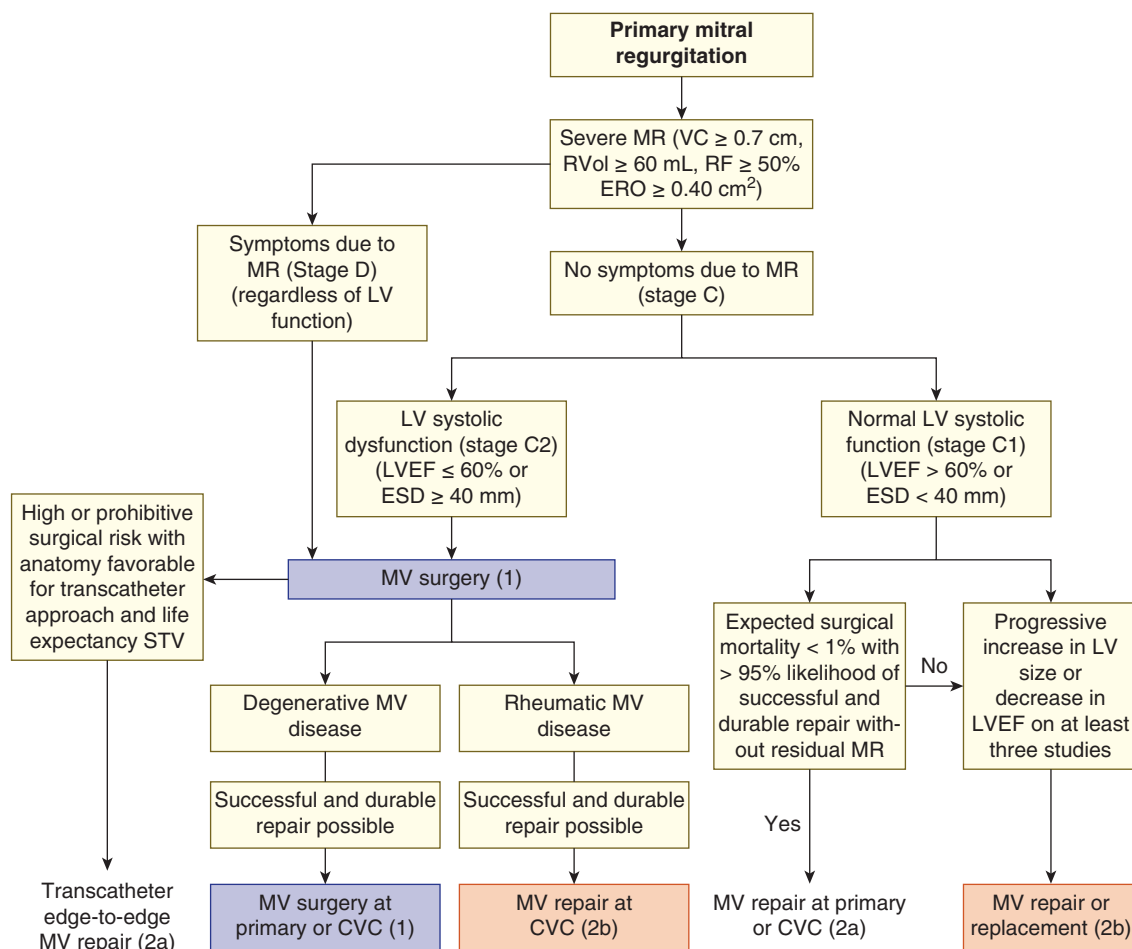 Primary mitral
regurgitation
Severe MR (VC ≥ 0.7 cm,
RVol ≥ 60 mL, RF ≥ 50%
ERO ≥ 0.40 cm²)
Symptoms due to
MR (Stage D)
(regardless of LV
function)
No symptoms due to MR
(stage C)
LV systolic
dysfunction (stage C2)
(LVEF ≤ 60% or
ESD ≥ 40 mm)
Normal LV systolic
function (stage C1)
(LVEF > 60% or
ESD < 40 mm)
High or prohibitive
surgical risk with
anatomy favorable
for transcatheter
approach and life
expectancy STV
MV surgery (1)
Expected surgical
mortality < 1% with
> 95% likelihood of
successful and
durable repair with-
out residual MR
No
Progressive
increase in LV
size or
decrease in
LVEF on at least
three studies
Degenerative MV
disease
Rheumatic MV
disease
Successful and durable
repair possible
Successful and durable
repair possible
Yes
Transcatheter
edge-to-edge
MV repair (2a)
MV surgery at
primary or CVC (1)
MV repair at
CVC (2b)
MV repair at primary
or CVC (2a)
MV repair or
replacement (2b)